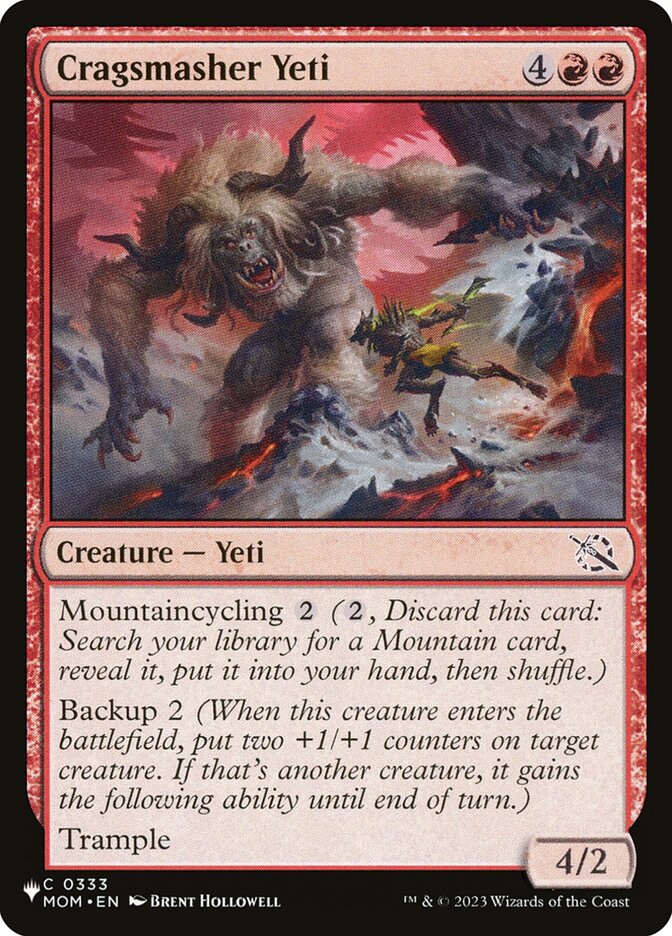 Cragsmasher Yeti 4
Creature — Yeti
Mountaincycling 2 (2, Discard this card:
Search your library for a Mountain card,
reveal it, put it into your hand, then shuffle.)
Backup 2 (When this creature enters the
battlefield, put two +1/+1 counters on target
creature. If that's another creature, it gains
the following ability until end of turn.)
Trample
4/2
C 0333
MOM • EN Brent Hollowell
™ & © 2023 Wizards of the Coast